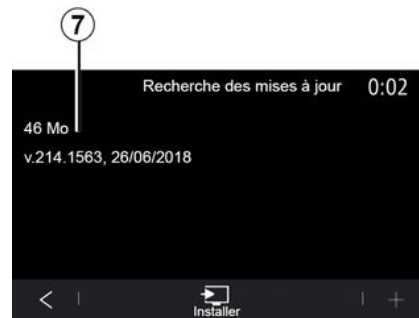 7
Recherche des mises à jour 0:02
46 Mo
v.214.1563, 26/06/2018
Installer